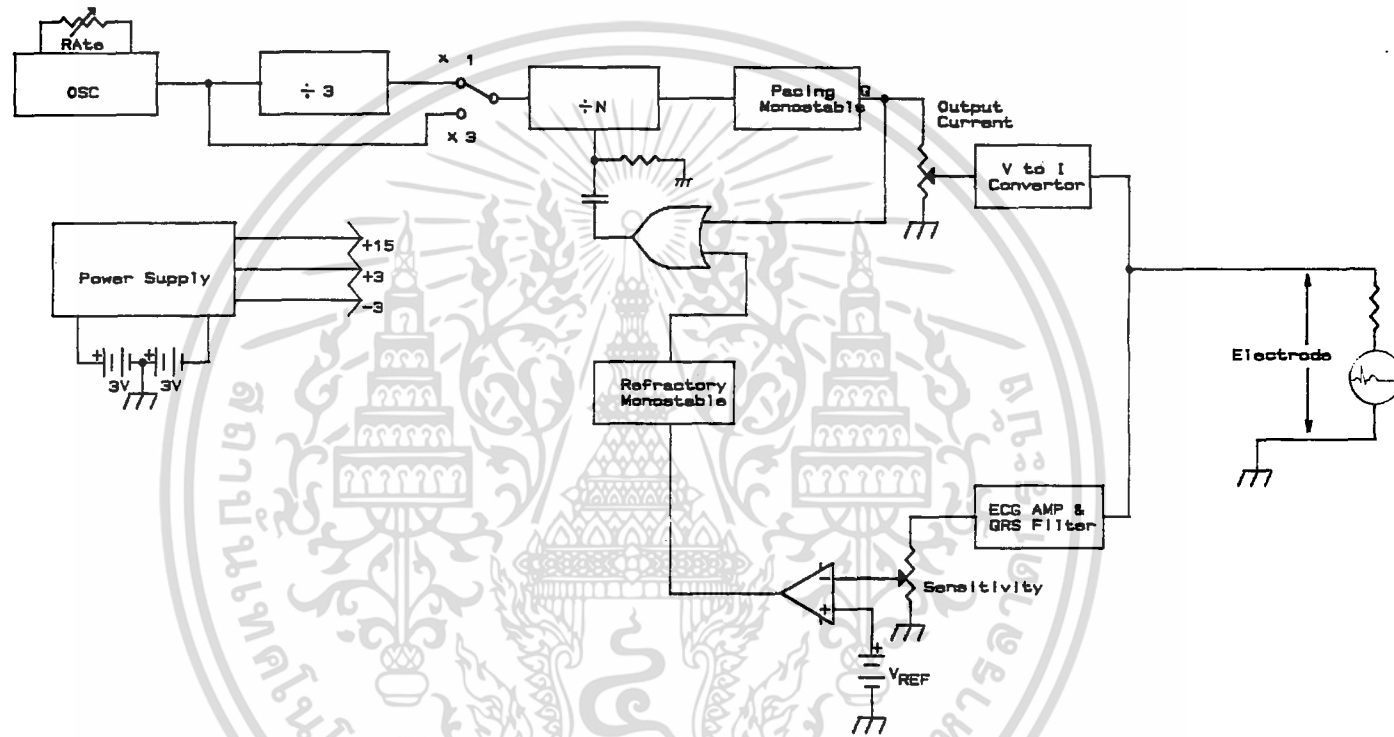 RAte
OSC
÷ 3
x 1
x 3
÷N
Pacing Q
Monostable
Output
Current
V to I
Convertor
Power Supply
+15
+3
-3
+ +
3V 3V
Refractory
Monostable
Electrode
ECG AMP &
QRS Filter
−
+
Sensitivity
+
VREF